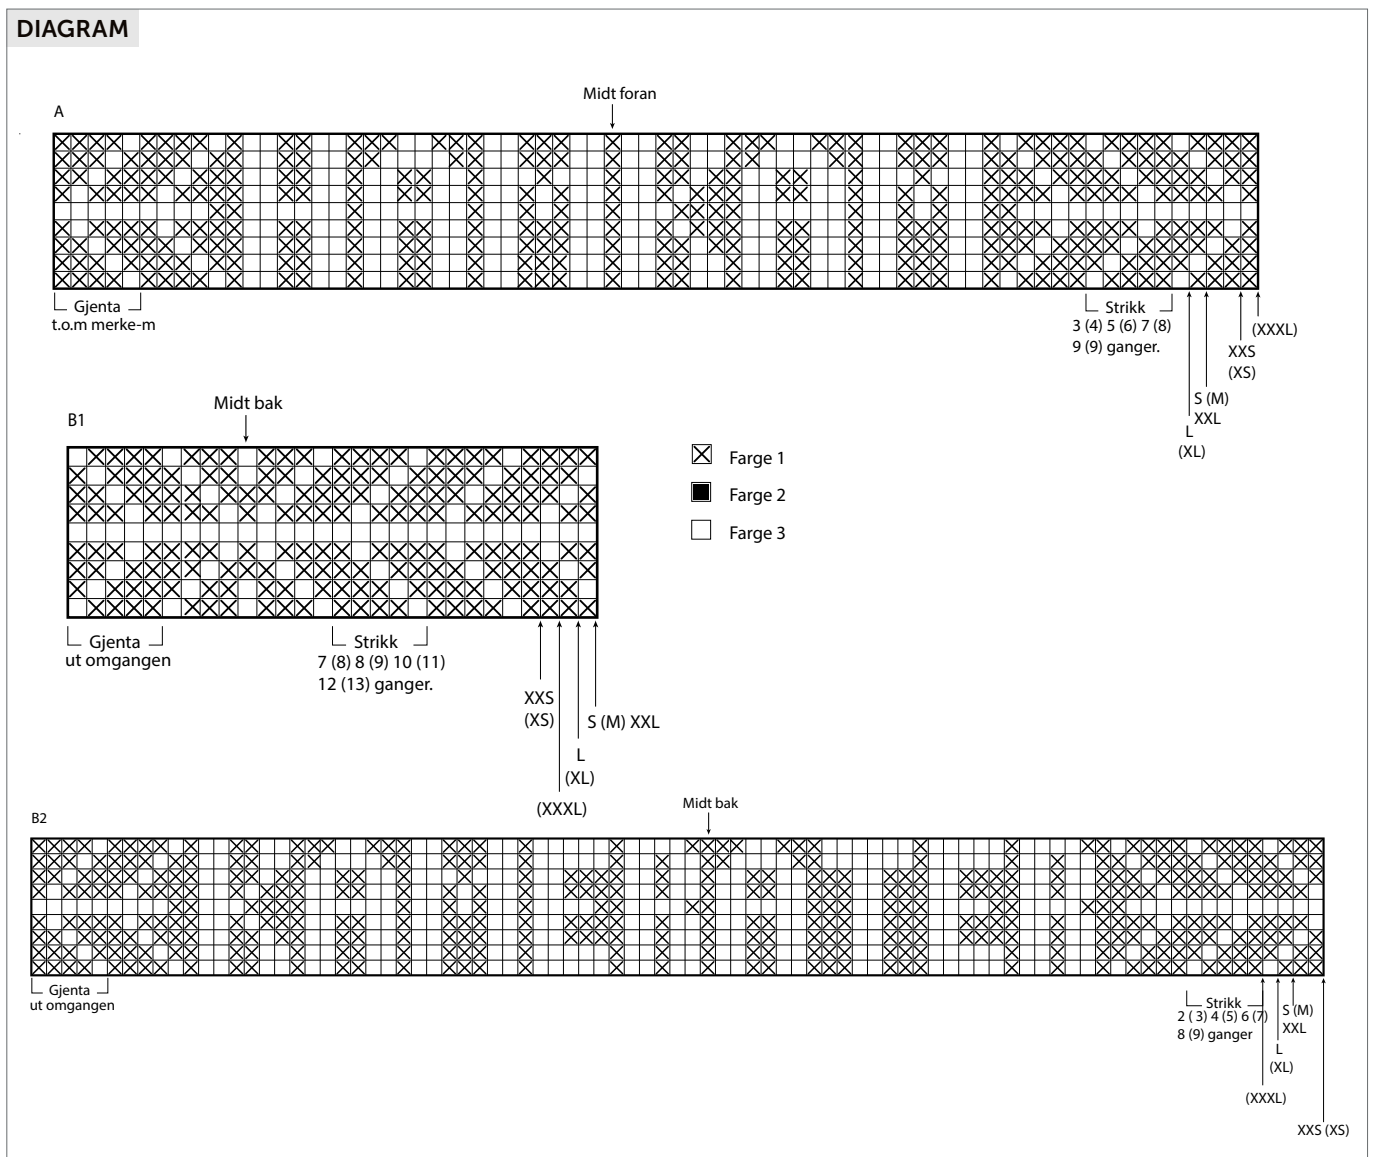 DIAGRAM
Midt foran
A
Gjenta
t.o.m merke-m
Strikk
3 (4) 5 (6) 7 (8)
9 (9) ganger.
(XXXL)
XXS
(XS)
S (M)
XXL
L
(XL)
Midt bak
B1
Farge 1
Farge 2
Farge 3
Gjenta
ut omgangen
Strikk
7 (8) 8 (9) 10 (11)
12 (13) ganger.
XXS
(XS)
S (M) XXL
L
(XL)
(XXXL)
Midt bak
B2
Gjenta
ut omgangen
Strikk
2 ( 3) 4 (5) 6 (7)
8 (9) ganger
S (M)
XXL
L
(XL)
(XXXL)
XXS (XS)